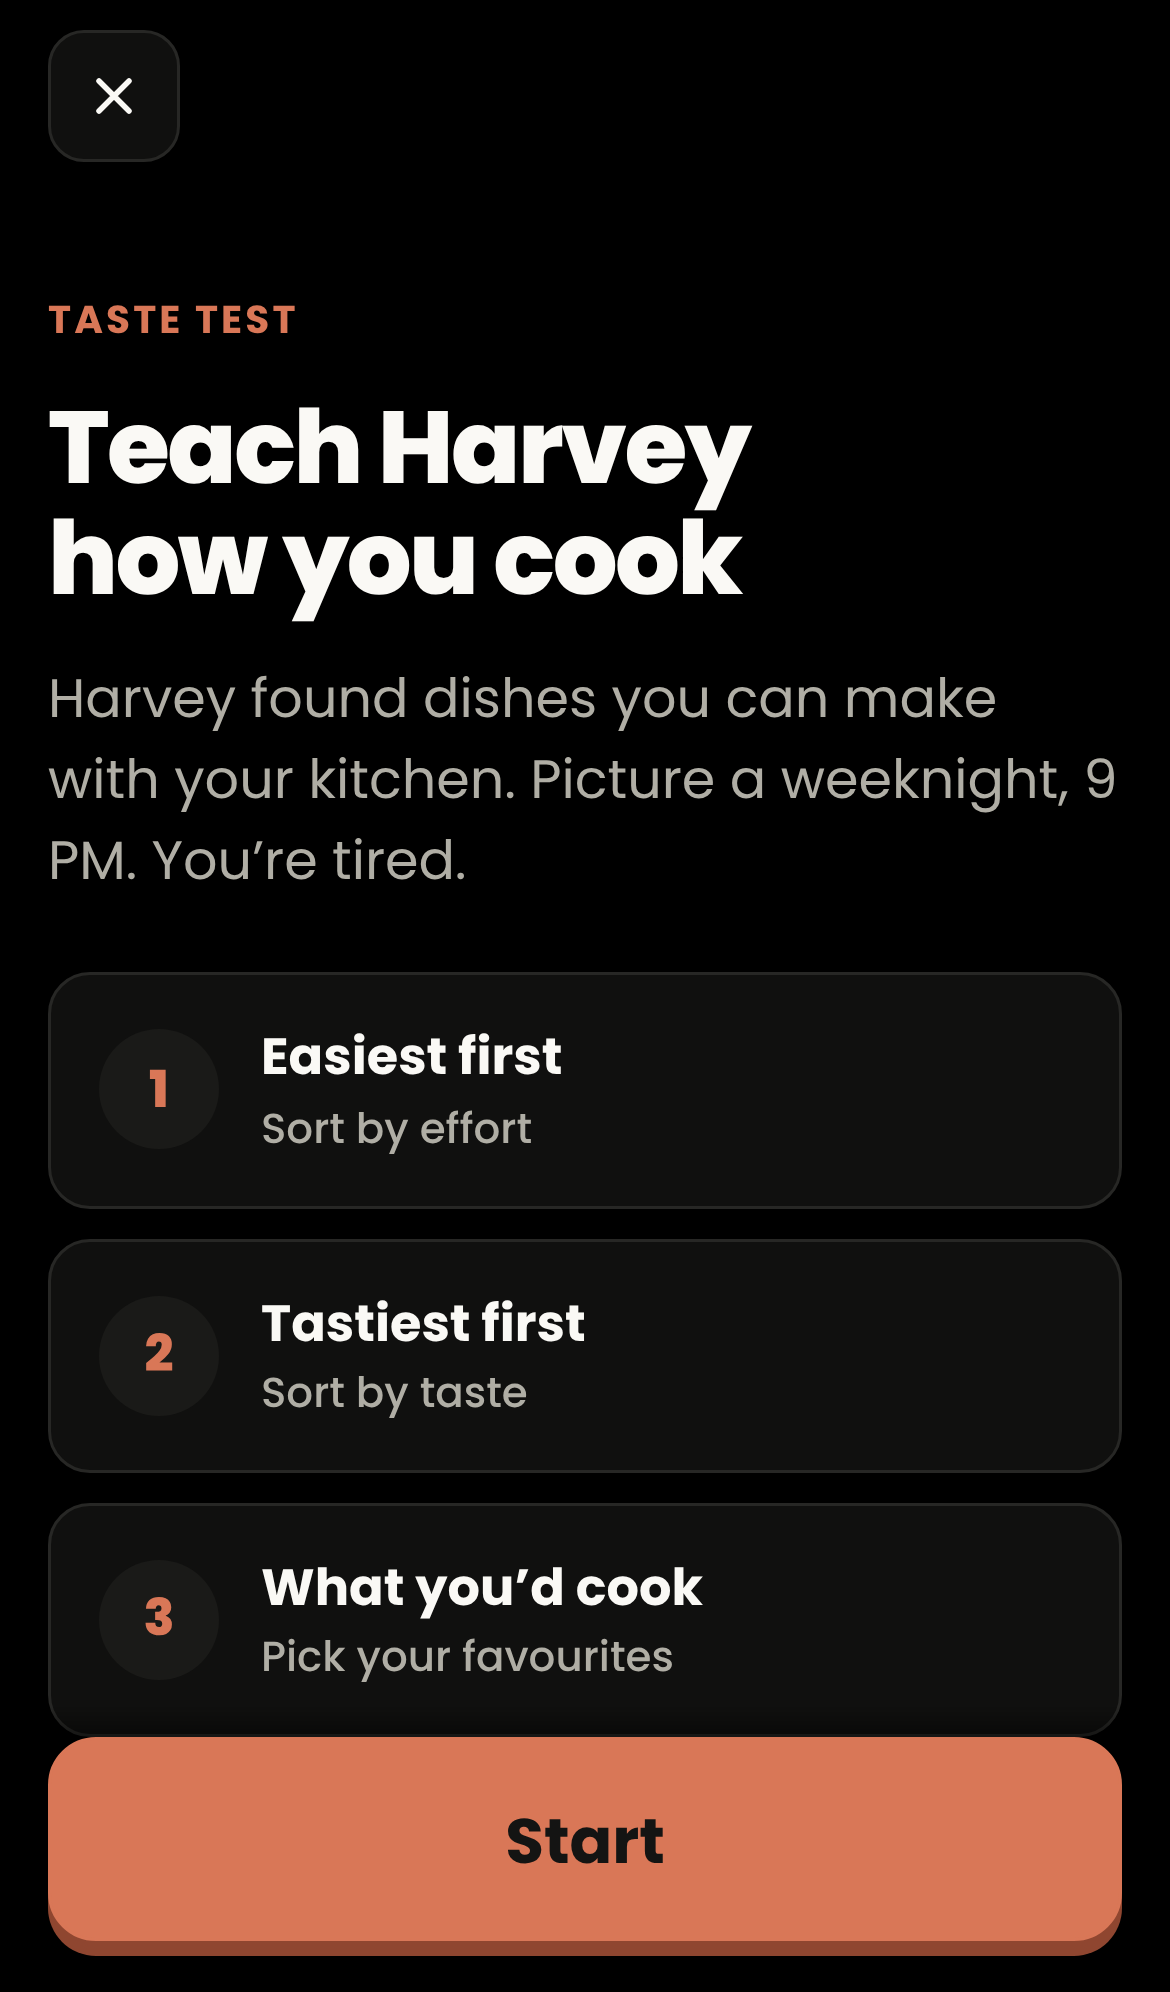 TASTE TEST
Teach Harvey
how you cook
Harvey found dishes you can make
with your kitchen. Picture a weeknight, 9
PM. You’re tired.
1
Easiest first
Sort by effort
2
Tastiest first
Sort by taste
3
What you’d cook
Pick your favourites
Start